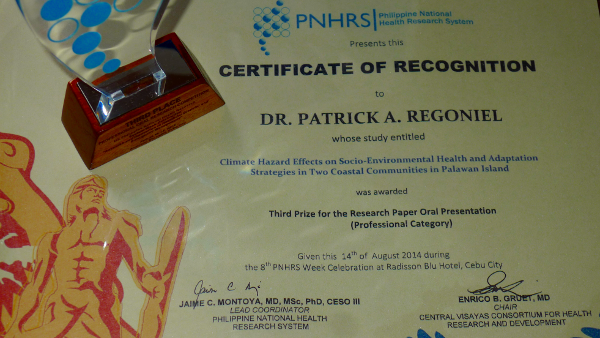 PNHRS | Philippine National
Health Research System
Presents this
CERTIFICATE OF RECOGNITION
to
DR. PATRICK A. REGONIEL
whose study entitled
Climate Hazard Effects on Socio-Environmental Health and Adaptation
Strategies in Two Coastal Communities in Palawan Island
was awarded
Third Prize for the Research Paper Oral Presentation
(Professional Category)
Given this 14th of August 2014 during
the 8th PNHRS Week Celebration at Radisson Blu Hotel, Cebu City
JAIME C. MONTOYA, MD, MSc, PhD, CESO III
LEAD COORDINATOR
PHILIPPINE NATIONAL HEALTH
RESEARCH SYSTEM
ENRICO B. GRUET, MD
CHAIR
CENTRAL VISAYAS CONSORTIUM FOR HEALTH
RESEARCH AND DEVELOPMENT
THIRD PLACE